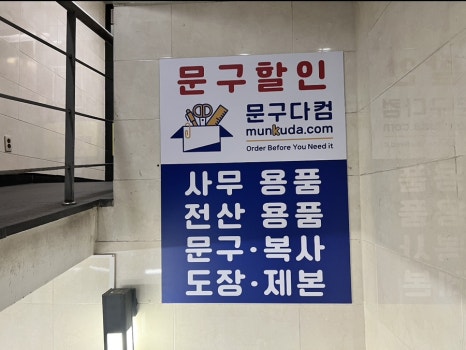 문구할인
문구다컴
munkuda.com
Order Before You Need it
사무 용품
전산 용품
문구·복사
도장·제본